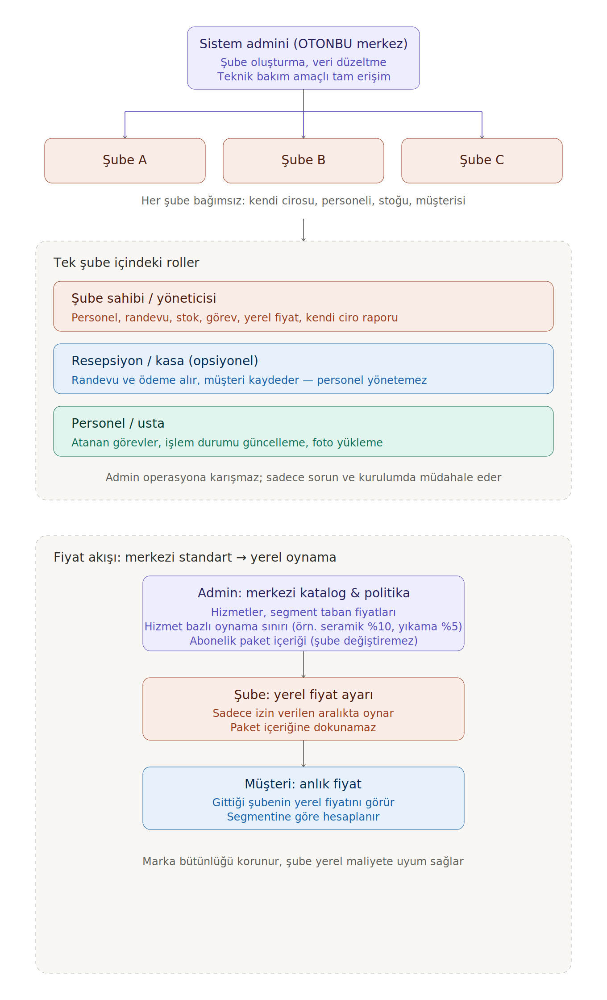 Sistem admini (OTONBU merkez)
Şube oluşturma, veri düzeltme
Teknik bakım amaçlı tam erişim
Şube A
Şube B
Şube C
Her şube bağımsız: kendi cirosu, personeli, stoğu, müşterisi
Tek şube içindeki roller
Şube sahibi / yöneticisi
Personel, randevu, stok, görev, yerel fiyat, kendi ciro raporu
Resepsiyon / kasa (opsiyonel)
Randevu ve ödeme alır, müşteri kaydeder — personel yönetemez
Personel / usta
Atanan görevler, işlem durumu güncelleme, foto yükleme
Admin operasyona karışmaz; sadece sorun ve kurulumda müdahale eder
Fiyat akışı: merkezi standart → yerel oynama
Admin: merkezi katalog & politika
Hizmetler, segment taban fiyatları
Hizmet bazlı oynama sınırı (örn. seramik %10, yıkama %5)
Abonelik paket içeriği (şube değiştiremez)
Şube: yerel fiyat ayarı
Sadece izin verilen aralıkta oynar
Paket içeriğine dokunamaz
Müşteri: anlık fiyat
Gittiği şubenin yerel fiyatını görür
Segmentine göre hesaplanır
Marka bütünlüğü korunur, şube yerel maliyete uyum sağlar